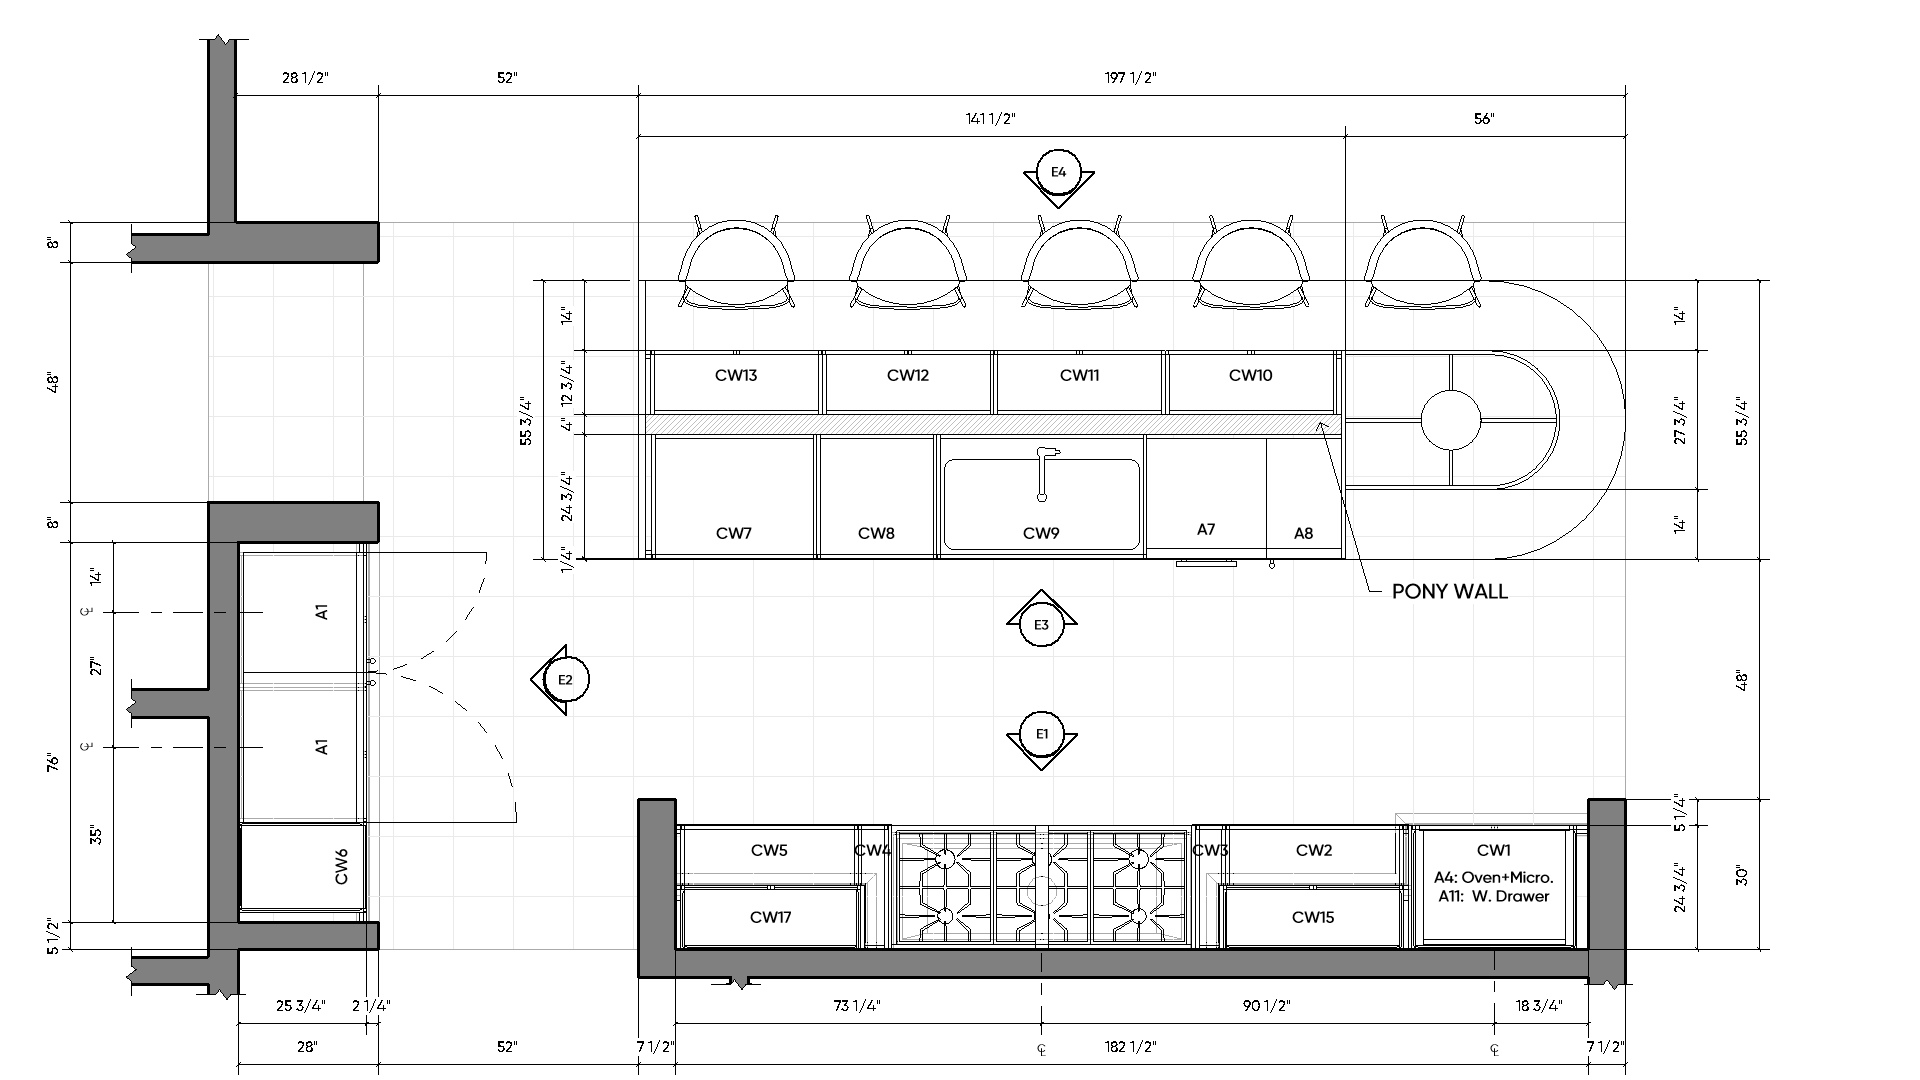 28 1/2"
52"
197 1/2"
141 1/2"
56"
E4
8"
48"
8"
14"
12 3/4"
4"
24 3/4"
1/4"
55 3/4"
CW13
CW12
CW11
CW10
CW7
CW8
CW9
A7
A8
14"
27 3/4"
14"
55 3/4"
PONY WALL
E3
E2
E1
14"
℄
27"
℄
35"
76"
5 1/2"
A1
A1
CW6
48"
5 1/4"
24 3/4"
30"
CW5
CW4
CW3
CW2
CW1
A4: Oven+Micro.
A11: W. Drawer
CW17
CW15
25 3/4"
2 1/4"
73 1/4"
90 1/2"
18 3/4"
28"
52"
7 1/2"
℄
182 1/2"
℄
7 1/2"